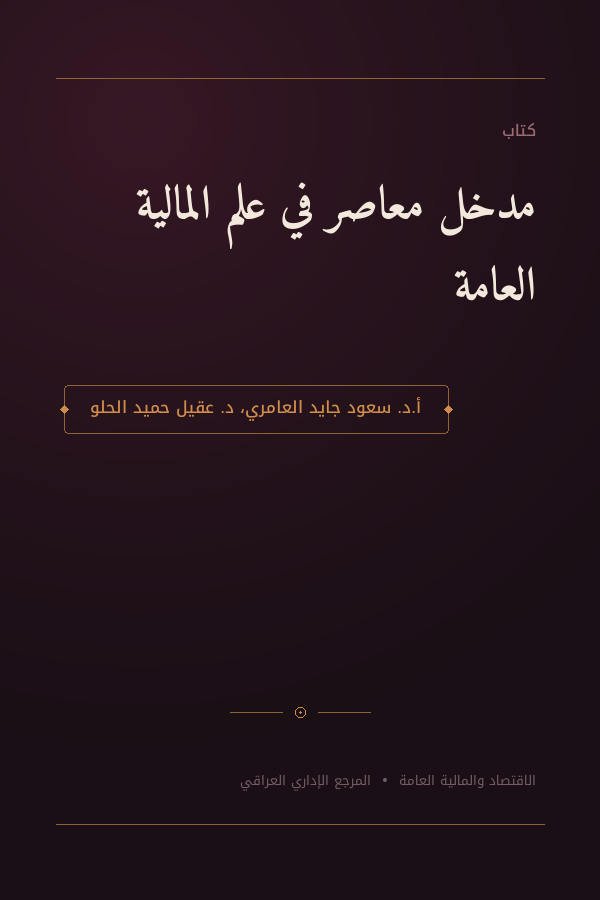 كتاب
مدخل معاصر في علم المالية
العامة
أ.د. سعود جايد العامري، د. عقيل حميد الحلو
الاقتصاد والمالية العامة • المرجع الإداري العراقي